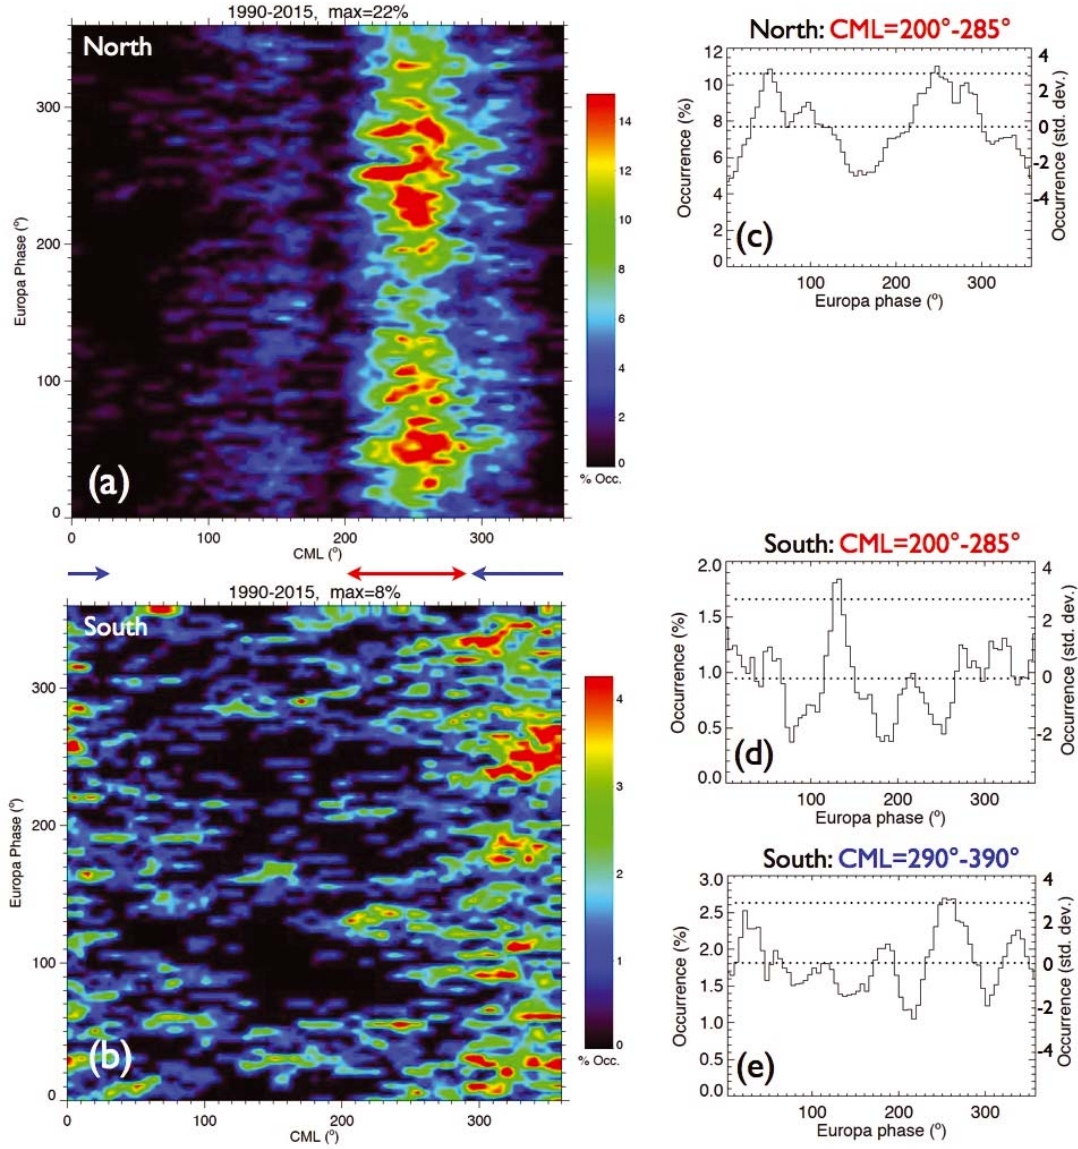 1990-2015, max=22%
North
Europa Phase (°)
300
200
100
0
(a)
0
100
200
300
CML (°)
14
12
10
8
6
4
2
0
% Occ.
North: CML=200°-285°
Occurrence (%)
12
10
8
6
4
2
0
(c)
4
2
0
-2
-4
Occurrence (std. dev.)
100
200
300
Europa phase (°)
1990-2015, max=8%
South
Europa Phase (°)
300
200
100
0
(b)
0
100
200
300
CML (°)
4
3
2
1
0
% Occ.
South: CML=200°-285°
Occurrence (%)
2.0
1.5
1.0
0.5
0.0
(d)
4
2
0
-2
Occurrence (std. dev.)
100
200
300
Europa phase (°)
South: CML=290°-390°
Occurrence (%)
3.0
2.5
2.0
1.5
1.0
0.5
0.0
(e)
4
2
0
-2
-4
Occurrence (std. dev.)
100
200
300
Europa phase (°)